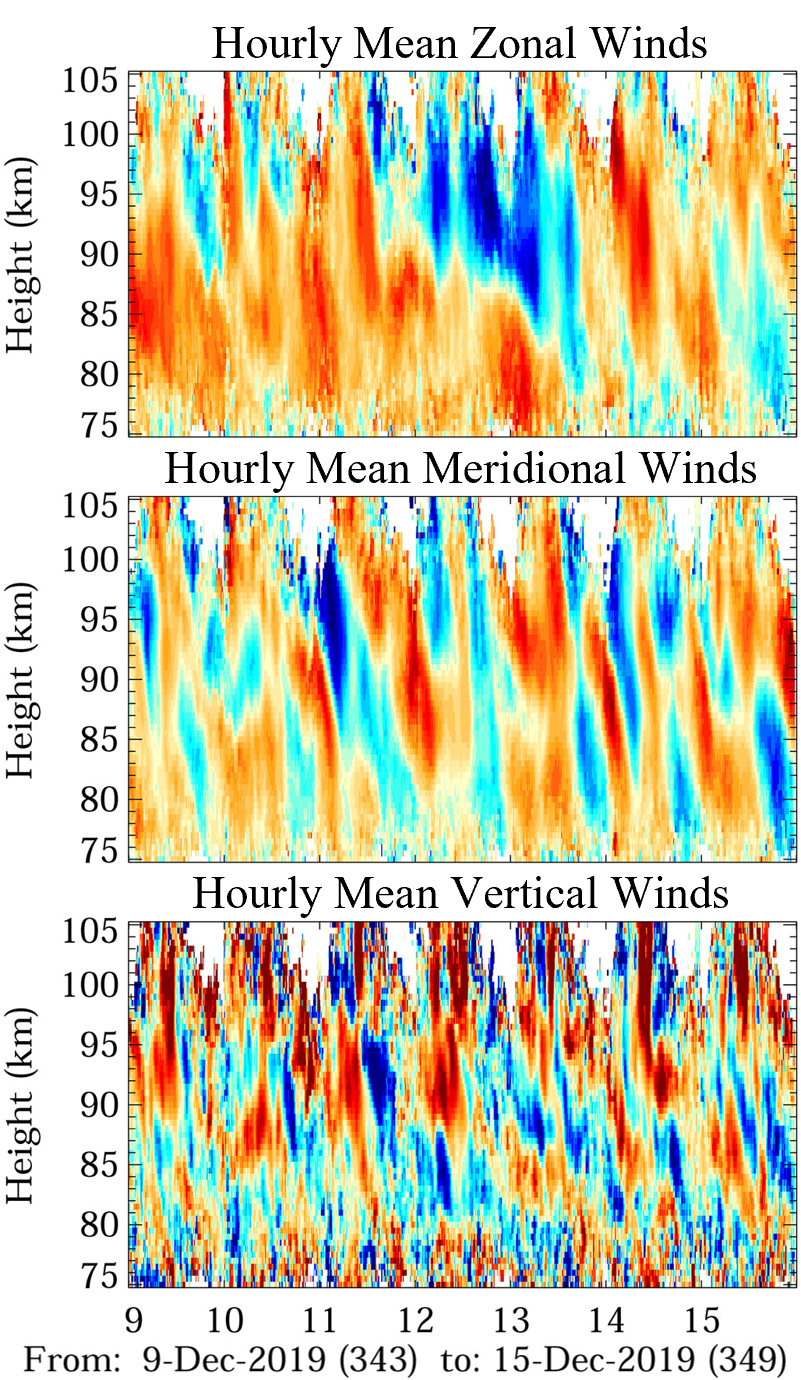 Hourly Mean Zonal Winds
105
100
95
90
85
80
75
Height (km)
Hourly Mean Meridional Winds
105
100
95
90
85
80
75
Height (km)
Hourly Mean Vertical Winds
105
100
95
90
85
80
75
Height (km)
9 10 11 12 13 14 15
From: 9-Dec-2019 (343) to: 15-Dec-2019 (349)